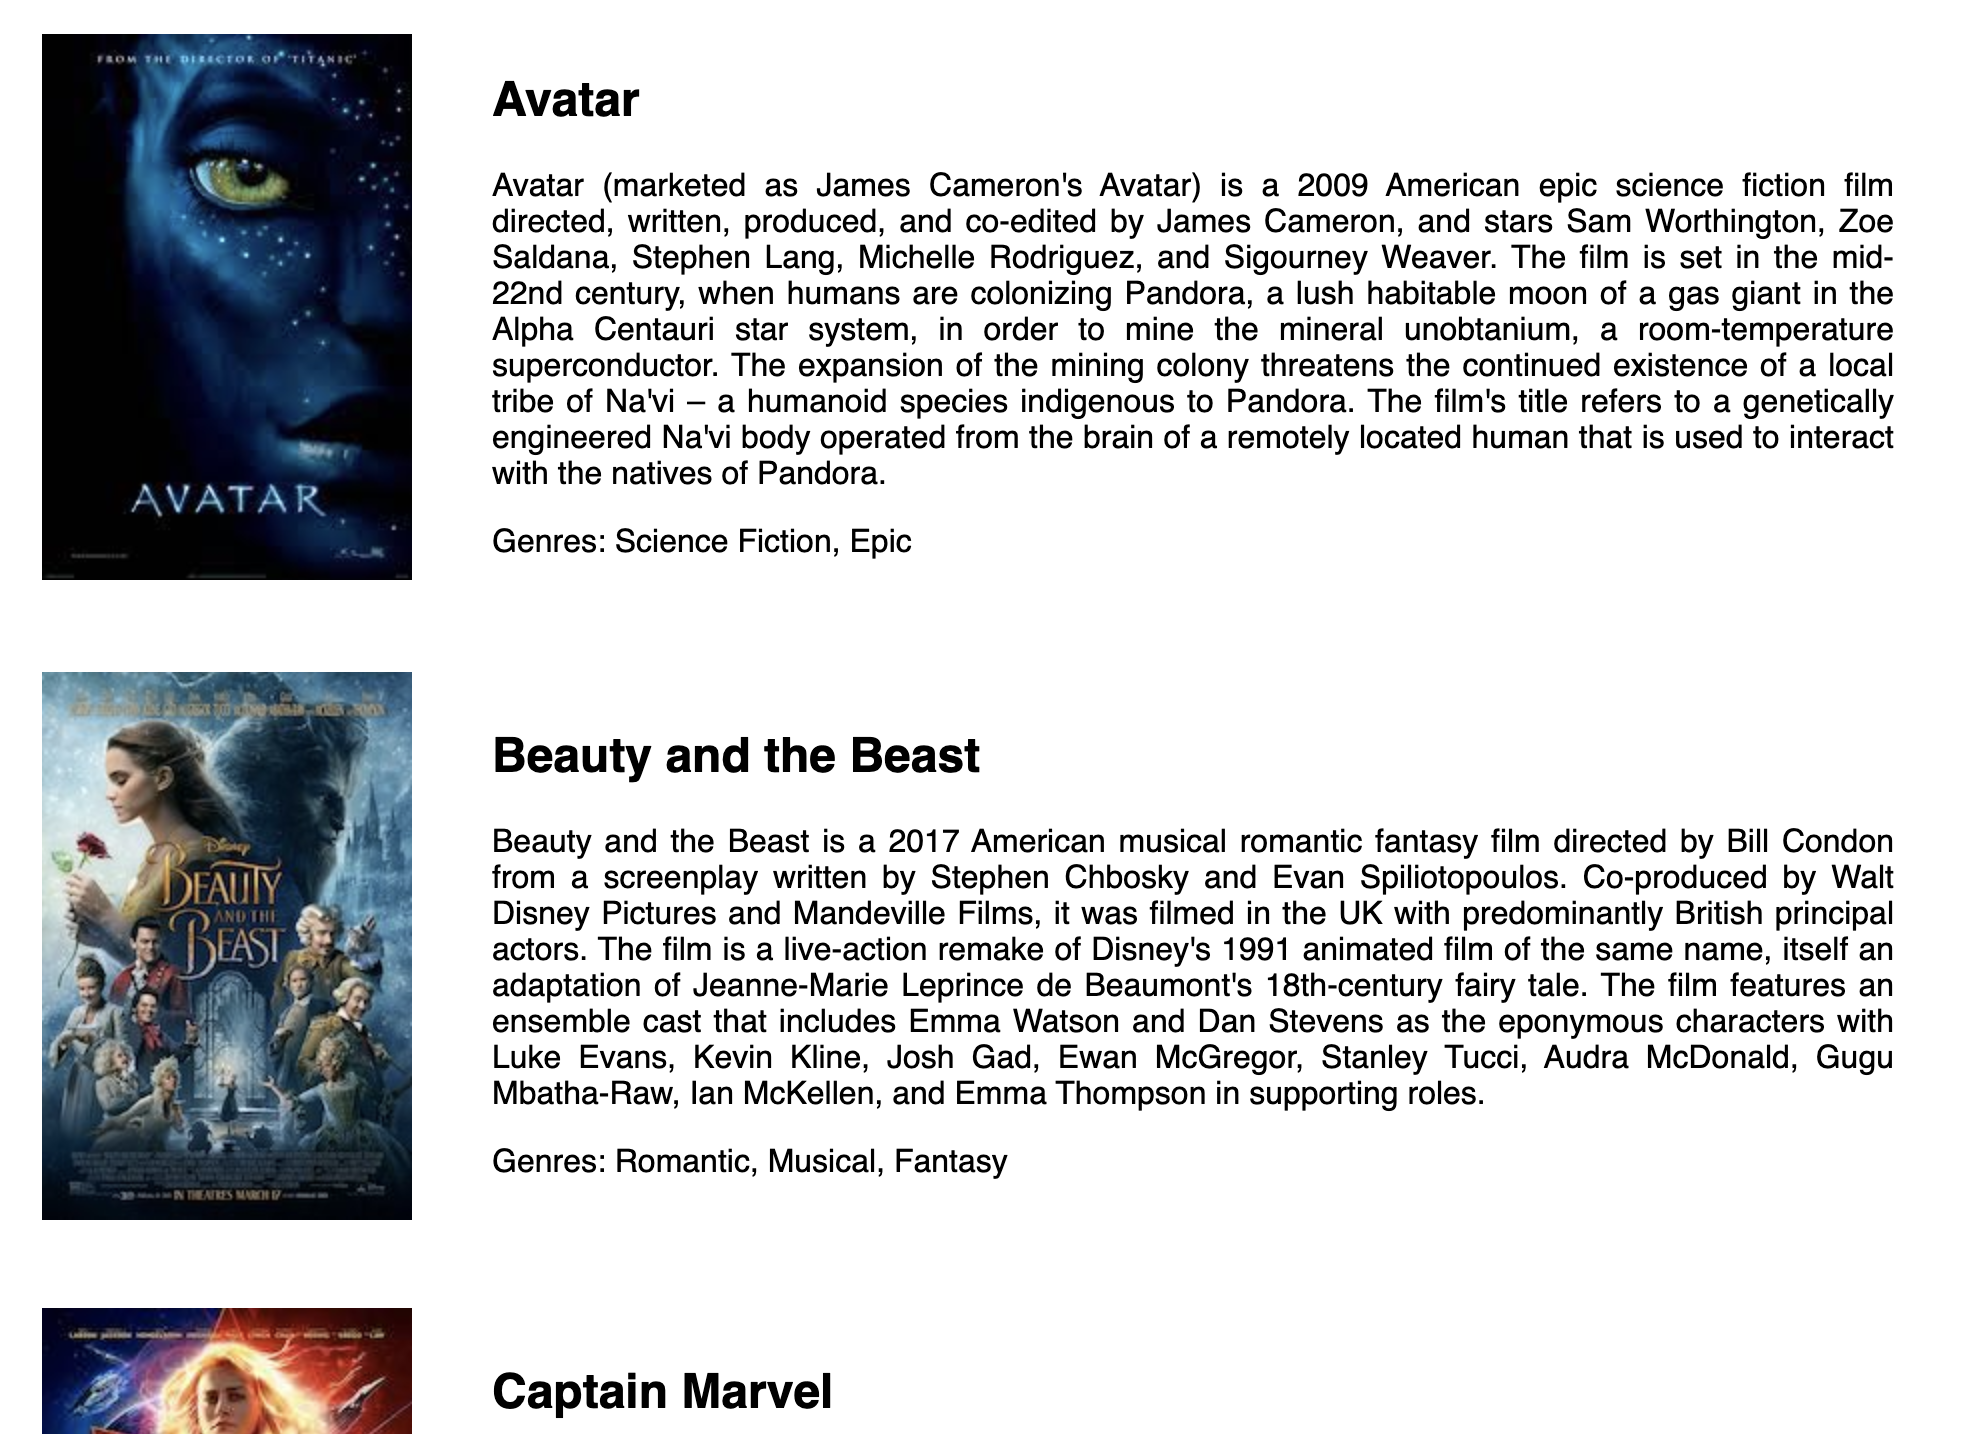 FROM THE DIRECTOR OF 'TITANIC'
AVATAR
Avatar
Avatar (marketed as James Cameron's Avatar) is a 2009 American epic science fiction film
directed, written, produced, and co-edited by James Cameron, and stars Sam Worthington, Zoe
Saldana, Stephen Lang, Michelle Rodriguez, and Sigourney Weaver. The film is set in the mid-
22nd century, when humans are colonizing Pandora, a lush habitable moon of a gas giant in the
Alpha Centauri star system, in order to mine the mineral unobtanium, a room-temperature
superconductor. The expansion of the mining colony threatens the continued existence of a local
tribe of Na'vi – a humanoid species indigenous to Pandora. The film's title refers to a genetically
engineered Na'vi body operated from the brain of a remotely located human that is used to interact
with the natives of Pandora.
Genres: Science Fiction, Epic
Disney
BEAUTY
AND THE
BEAST
IN THEATRES MARCH 17
Beauty and the Beast
Beauty and the Beast is a 2017 American musical romantic fantasy film directed by Bill Condon
from a screenplay written by Stephen Chbosky and Evan Spiliotopoulos. Co-produced by Walt
Disney Pictures and Mandeville Films, it was filmed in the UK with predominantly British principal
actors. The film is a live-action remake of Disney's 1991 animated film of the same name, itself an
adaptation of Jeanne-Marie Leprince de Beaumont's 18th-century fairy tale. The film features an
ensemble cast that includes Emma Watson and Dan Stevens as the eponymous characters with
Luke Evans, Kevin Kline, Josh Gad, Ewan McGregor, Stanley Tucci, Audra McDonald, Gugu
Mbatha-Raw, Ian McKellen, and Emma Thompson in supporting roles.
Genres: Romantic, Musical, Fantasy
Captain Marvel